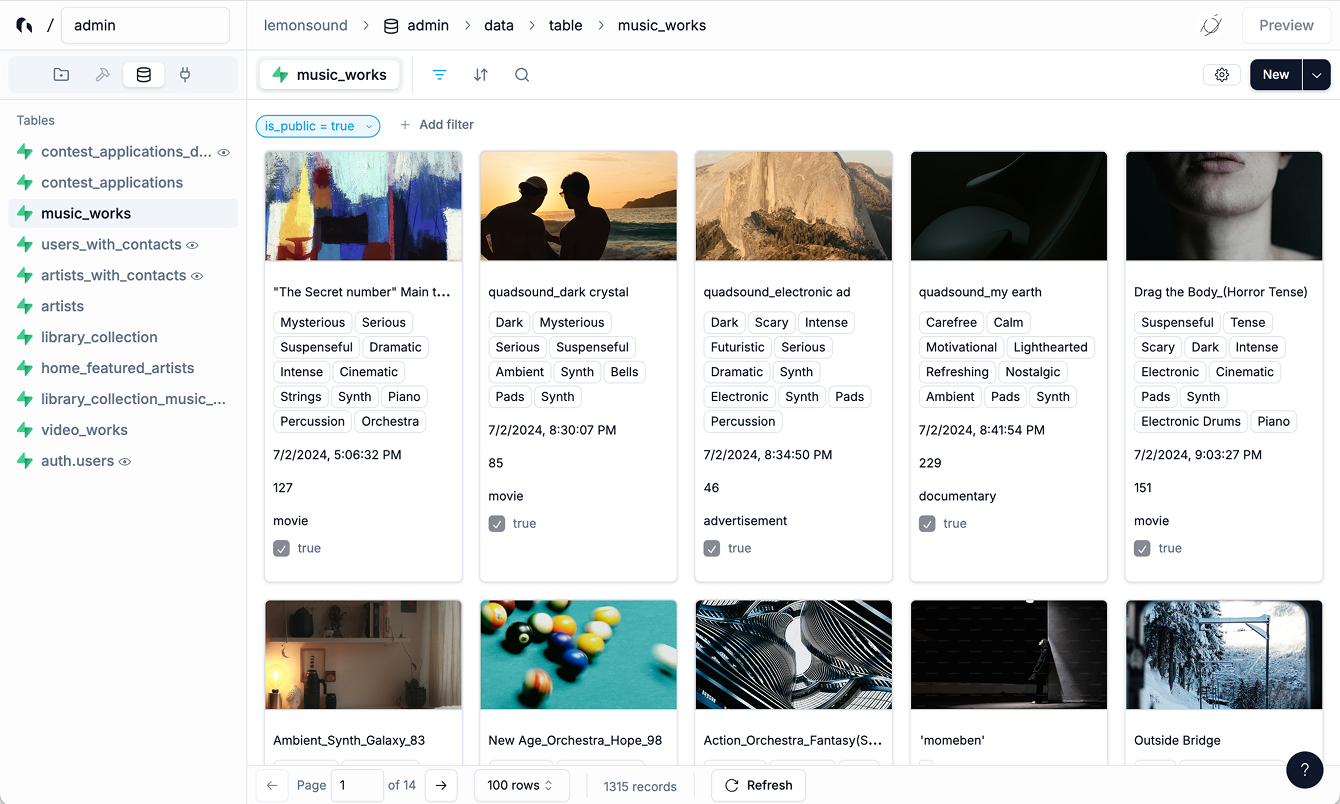 / admin
lemonsound > admin > data > table > music_works
Preview
music_works
New
Tables
contest_applications_d...
contest_applications
music_works
users_with_contacts
artists_with_contacts
artists
library_collection
home_featured_artists
library_collection_music_...
video_works
auth.users
is_public = true
+ Add filter
"The Secret number" Main t...
Mysterious Serious
Suspenseful Dramatic
Intense Cinematic
Strings Synth Piano
Percussion Orchestra
7/2/2024, 5:06:32 PM
127
movie
true
quadsound_dark crystal
Dark Mysterious
Serious Suspenseful
Ambient Synth Bells
Pads Synth
7/2/2024, 8:30:07 PM
85
movie
true
quadsound_electronic ad
Dark Scary Intense
Futuristic Serious
Dramatic Synth
Electronic Synth Pads
Percussion
7/2/2024, 8:34:50 PM
46
advertisement
true
quadsound_my earth
Carefree Calm
Motivational Lighthearted
Refreshing Nostalgic
Ambient Pads Synth
7/2/2024, 8:41:54 PM
229
documentary
true
Drag the Body_(Horror Tense)
Suspenseful Tense
Scary Dark Intense
Electronic Cinematic
Pads Synth
Electronic Drums Piano
7/2/2024, 9:03:27 PM
151
movie
true
Ambient_Synth_Galaxy_83
New Age_Orchestra_Hope_98
Action_Orchestra_Fantasy(S...
'momeben'
Outside Bridge
Page 1 of 14
100 rows
1315 records
Refresh
?